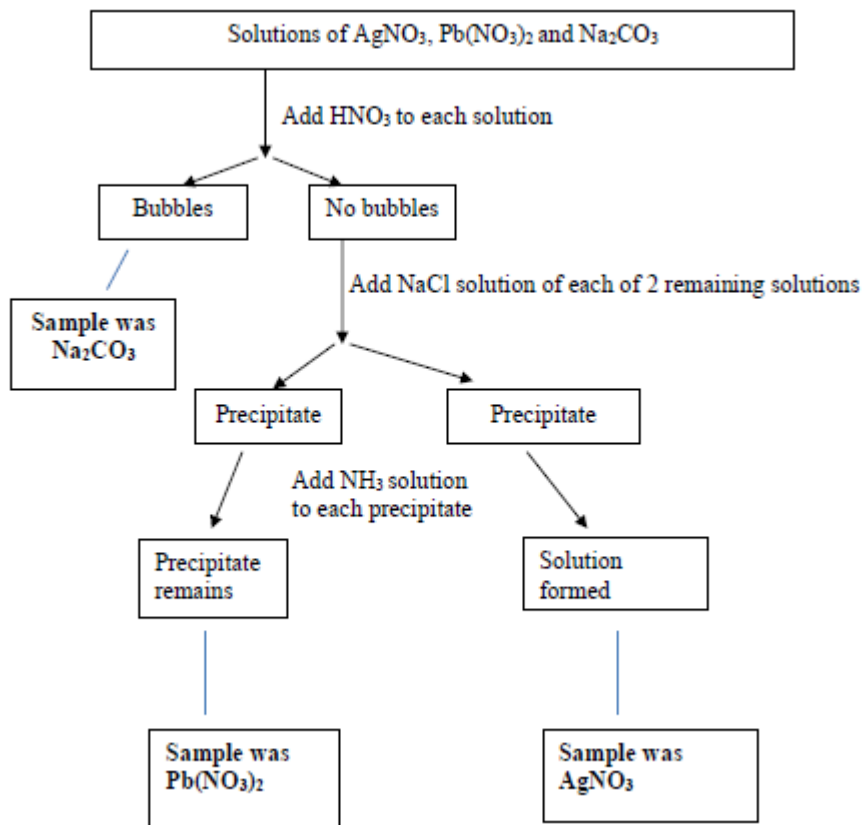 Solutions of AgNO₃, Pb(NO₃)₂ and Na₂CO₃
Add HNO₃ to each solution
Bubbles
No bubbles
Add NaCl solution of each of 2 remaining solutions
Sample was
Na₂CO₃
Precipitate
Precipitate
Add NH₃ solution
to each precipitate
Precipitate
remains
Solution
formed
Sample was
Pb(NO₃)₂
Sample was
AgNO₃